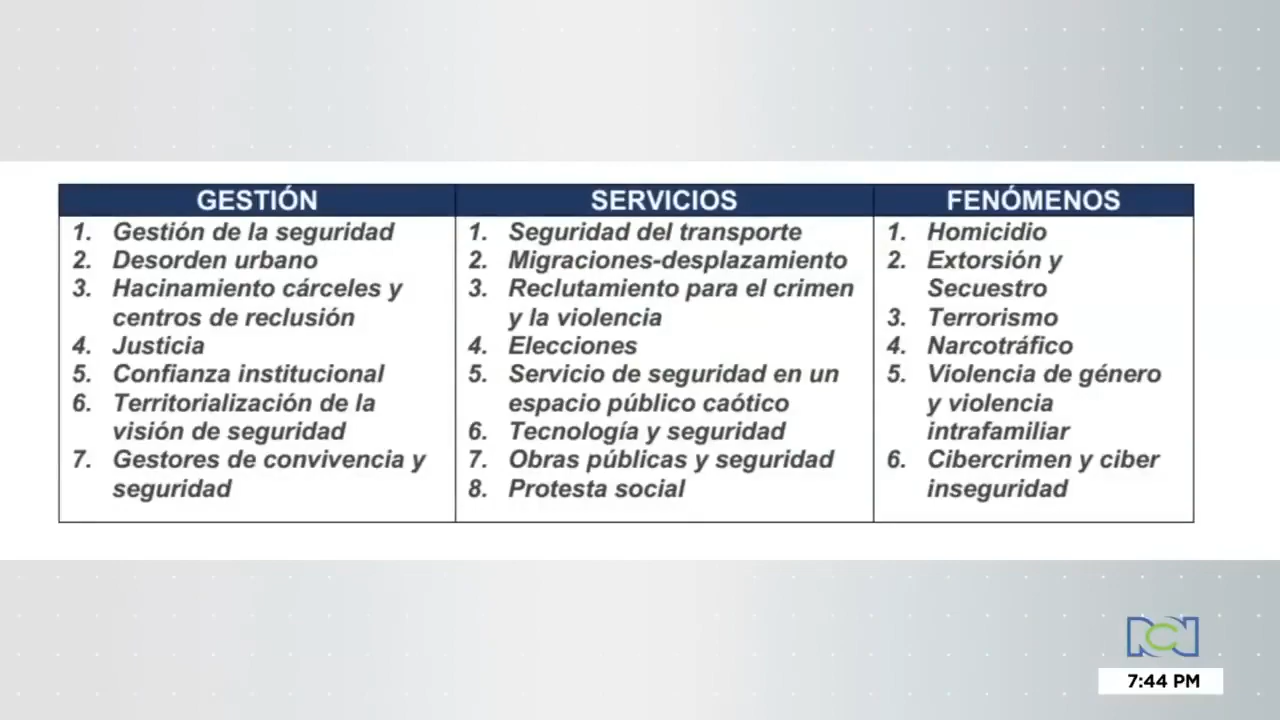 GESTIÓN
1. Gestión de la seguridad
2. Desorden urbano
3. Hacinamiento cárceles y
centros de reclusión
4. Justicia
5. Confianza institucional
6. Territorialización de la
visión de seguridad
7. Gestores de convivencia y
seguridad
SERVICIOS
1. Seguridad del transporte
2. Migraciones-desplazamiento
3. Reclutamiento para el crimen
y la violencia
4. Elecciones
5. Servicio de seguridad en un
espacio público caótico
6. Tecnología y seguridad
7. Obras públicas y seguridad
8. Protesta social
FENÓMENOS
1. Homicidio
2. Extorsión y
Secuestro
3. Terrorismo
4. Narcotráfico
5. Violencia de género
y violencia
intrafamiliar
6. Cibercrimen y ciber
inseguridad
RCN
7:44 PM